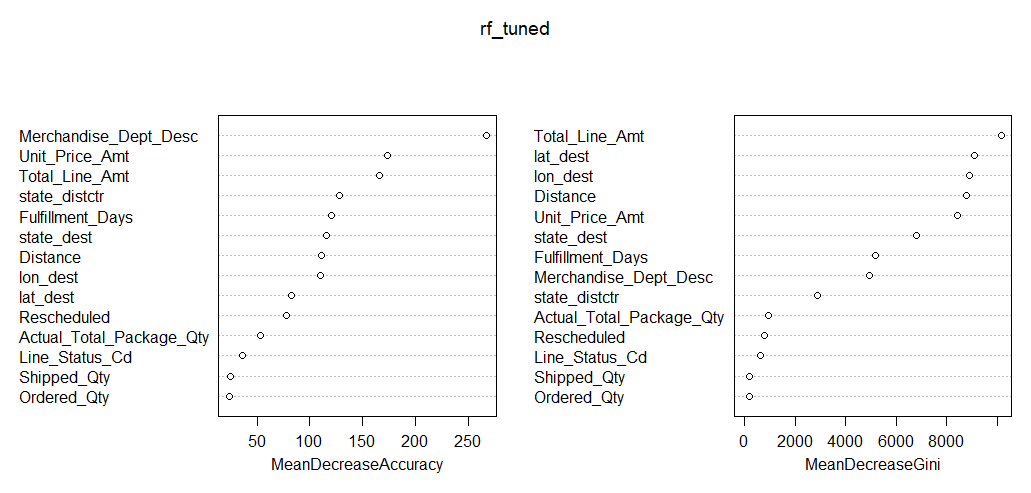 rf_tuned
Merchandise_Dept_Desc
Unit_Price_Amt
Total_Line_Amt
state_distctr
Fulfillment_Days
state_dest
Distance
lon_dest
lat_dest
Rescheduled
Actual_Total_Package_Qty
Line_Status_Cd
Shipped_Qty
Ordered_Qty
50 100 150 200 250
MeanDecreaseAccuracy
Total_Line_Amt
lat_dest
lon_dest
Distance
Unit_Price_Amt
state_dest
Fulfillment_Days
Merchandise_Dept_Desc
state_distctr
Actual_Total_Package_Qty
Rescheduled
Line_Status_Cd
Shipped_Qty
Ordered_Qty
0 2000 4000 6000 8000
MeanDecreaseGini